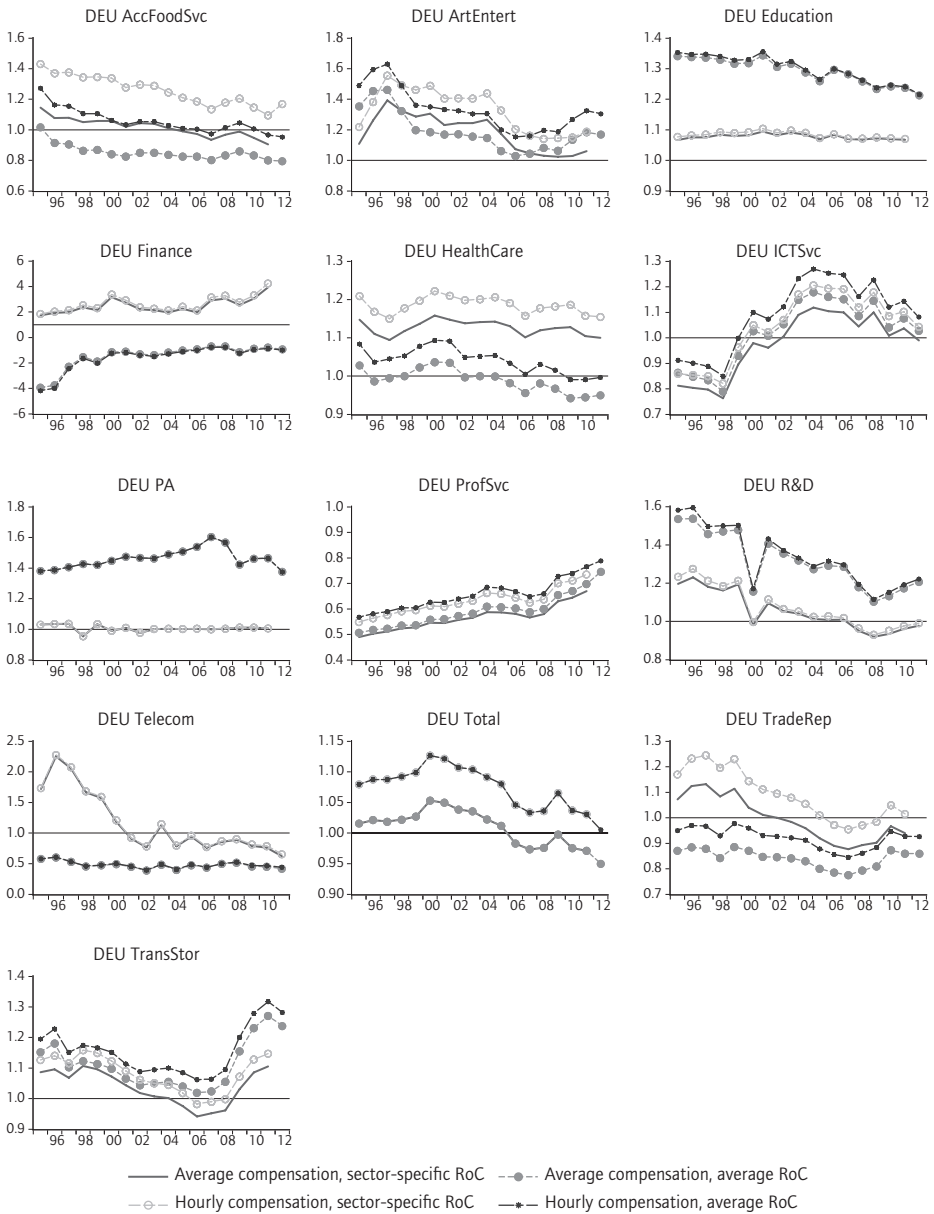 DEU AccFoodSvc
1.6
1.4
1.2
1.0
0.8
0.6
96 98 00 02 04 06 08 10 12
DEU ArtEntert
1.8
1.6
1.4
1.2
1.0
0.8
96 98 00 02 04 06 08 10 12
DEU Education
1.4
1.3
1.2
1.1
1.0
0.9
96 98 00 02 04 06 08 10 12
DEU Finance
6
4
2
0
-2
-4
-6
96 98 00 02 04 06 08 10 12
DEU HealthCare
1.3
1.2
1.1
1.0
0.9
96 98 00 02 04 06 08 10
DEU ICTSvc
1.3
1.2
1.1
1.0
0.9
0.8
0.7
96 98 00 02 04 06 08 10
DEU PA
1.8
1.6
1.4
1.2
1.0
0.8
96 98 00 02 04 06 08 10 12
DEU ProfSvc
1.0
0.9
0.8
0.7
0.6
0.5
0.4
96 98 00 02 04 06 08 10 12
DEU R&D
1.6
1.4
1.2
1.0
0.8
96 98 00 02 04 06 08 10
DEU Telecom
2.5
2.0
1.5
1.0
0.5
0.0
96 98 00 02 04 06 08 10
DEU Total
1.15
1.10
1.05
1.00
0.95
0.90
96 98 00 02 04 06 08 10 12
DEU TradeRep
1.3
1.2
1.1
1.0
0.9
0.8
0.7
96 98 00 02 04 06 08 10 12
DEU TransStor
1.4
1.3
1.2
1.1
1.0
0.9
96 98 00 02 04 06 08 10 12
Average compensation, sector-specific RoC
Average compensation, average RoC
Hourly compensation, sector-specific RoC
Hourly compensation, average RoC